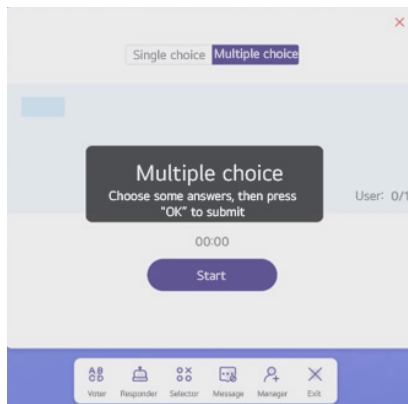 Single choice Multiple choice
Multiple choice
Choose some answers, then press
"OK" to submit
User: 0/1
00:00
Start
Voter Responder Selector Message Manager Exit